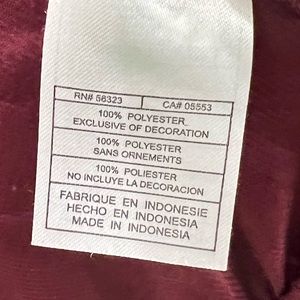 RN# 56323 CA# 05553
100% POLYESTER
EXCLUSIVE OF DECORATION
100% POLYESTER
SANS ORNEMENTS
100% POLIESTER
NO INCLUYE LA DECORACION
FABRIQUE EN INDONESIE
HECHO EN INDONESIA
MADE IN INDONESIA